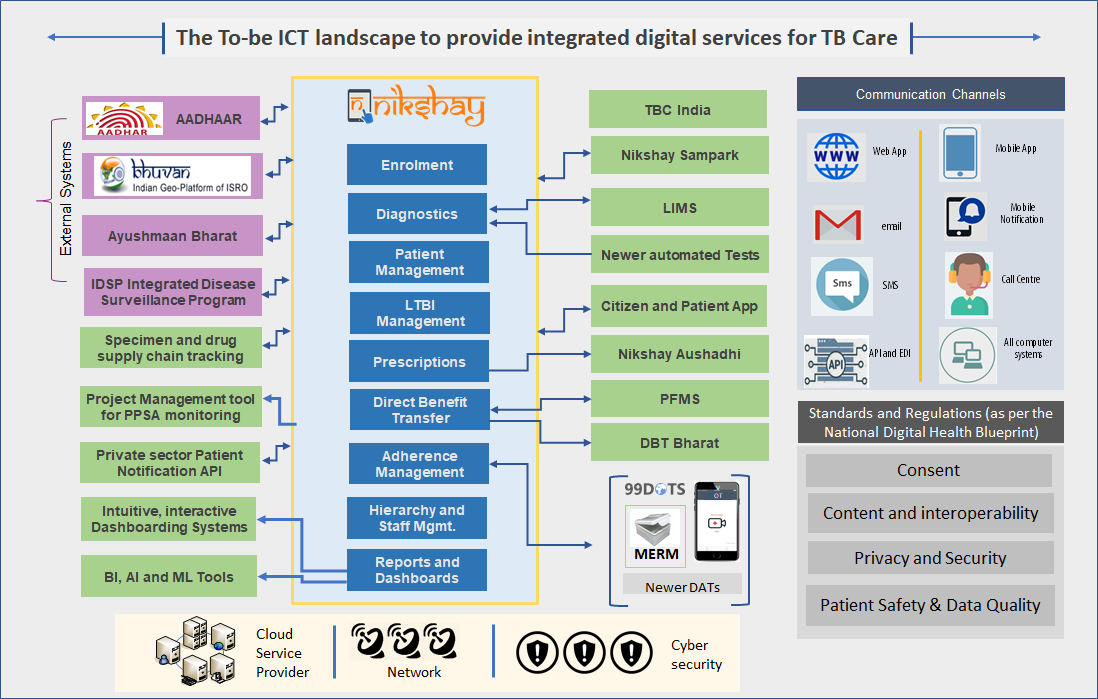 The To-be ICT landscape to provide integrated digital services for TB Care
External Systems
AADHAR
AADHAAR
bhuvan
Indian Geo-Platform of ISRO
Ayushmaan Bharat
IDSP Integrated Disease
Surveillance Program
Specimen and drug
supply chain tracking
Project Management tool
for PPSA monitoring
Private sector Patient
Notification API
Intuitive, interactive
Dashboarding Systems
BI, AI and ML Tools
nikshay
Enrolment
Diagnostics
Patient
Management
LTBI
Management
Prescriptions
Direct Benefit
Transfer
Adherence
Management
Hierarchy and
Staff Mgmt.
Reports and
Dashboards
TBC India
Nikshay Sampark
LIMS
Newer automated Tests
Citizen and Patient App
Nikshay Aushadhi
PFMS
DBT Bharat
99DOTS
MERM
OT
Newer DATs
Communication Channels
WWW
Web App
Mobile App
email
Mobile
Notification
Sms
SMS
Call Centre
API
API and EDI
All computer
systems
Standards and Regulations (as per the
National Digital Health Blueprint)
Consent
Content and interoperability
Privacy and Security
Patient Safety & Data Quality
Cloud
Service
Provider
Network
Cyber
security